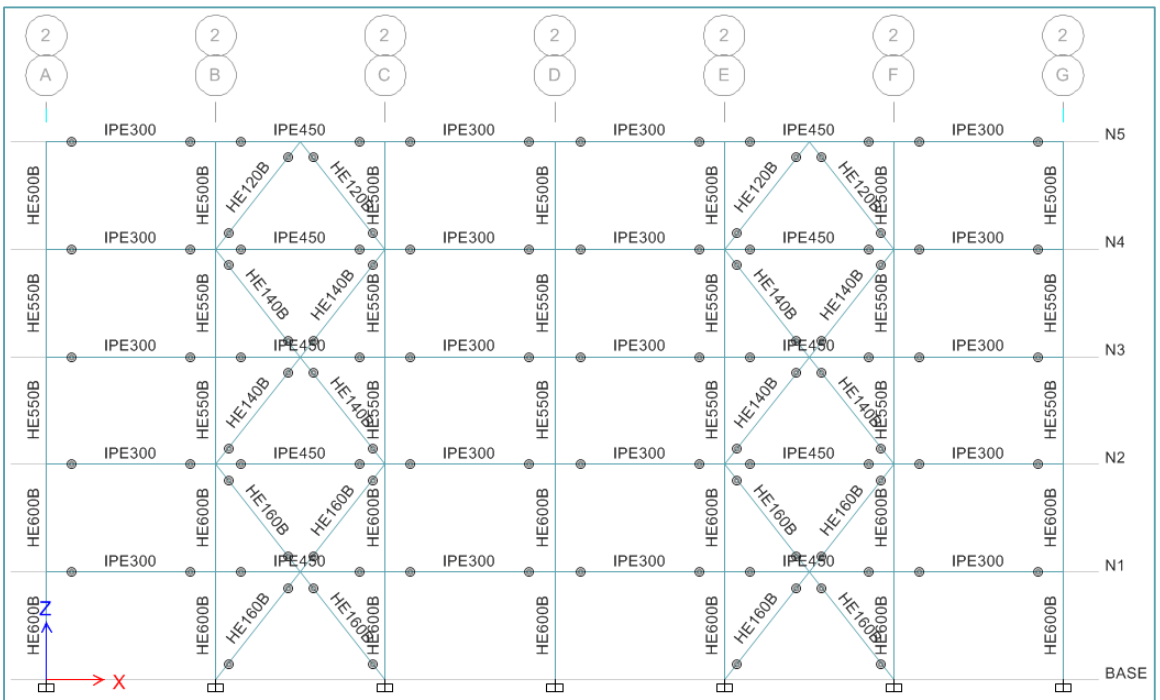 2 2 2 2 2 2 2
A B C D E F G
IPE300 IPE450 IPE300 IPE300 IPE450 IPE300 N5
HE500B HE500B HE120B HE120B HE500B HE500B HE500B HE120B HE120B HE500B HE500B
IPE300 IPE450 IPE300 IPE300 IPE450 IPE300 N4
HE550B HE550B HE140B HE140B HE550B HE550B HE550B HE140B HE140B HE550B HE550B
IPE300 IPE450 IPE300 IPE300 IPE450 IPE300 N3
HE550B HE550B HE140B HE140B HE550B HE550B HE550B HE140B HE140B HE550B HE550B
IPE300 IPE450 IPE300 IPE300 IPE450 IPE300 N2
HE600B HE600B HE160B HE160B HE600B HE600B HE600B HE160B HE160B HE600B HE600B
IPE300 IPE450 IPE300 IPE300 IPE450 IPE300 N1
HE600B HE600B HE160B HE160B HE600B HE600B HE600B HE160B HE160B HE600B HE600B
Z
X
BASE